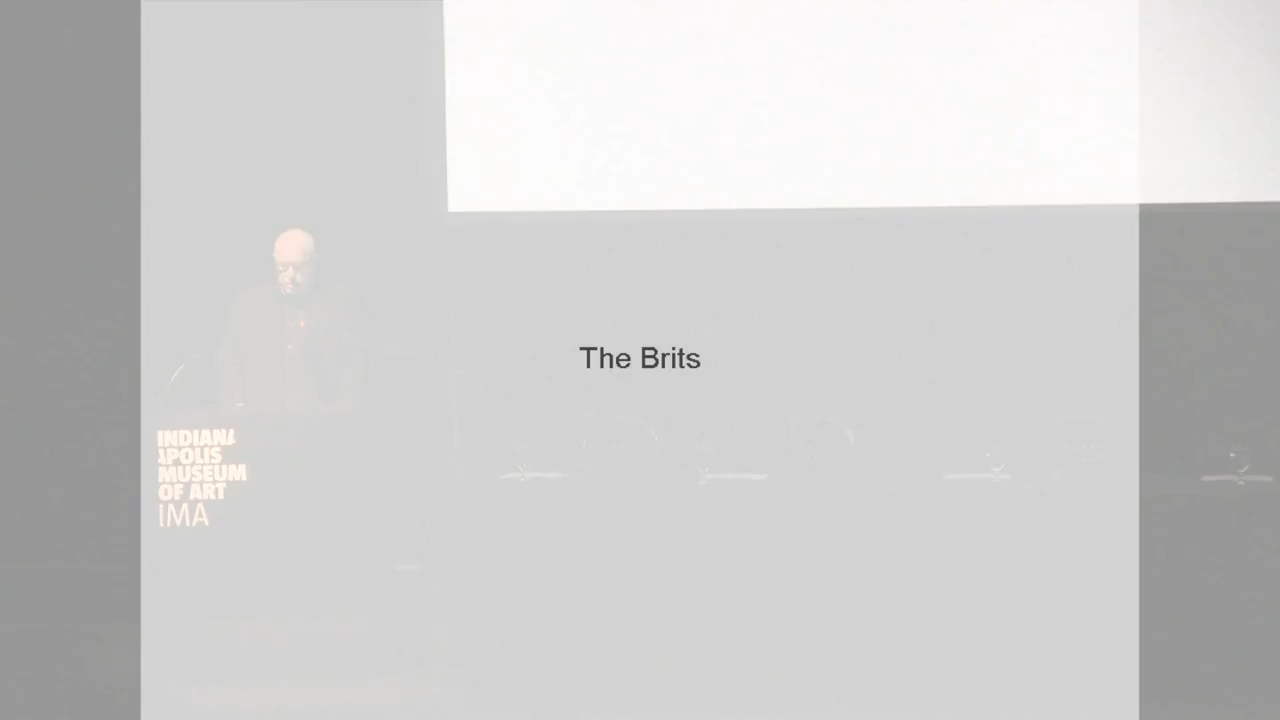 The Brits
INDIANA
APOLIS
MUSEUM
OF ART
IMA